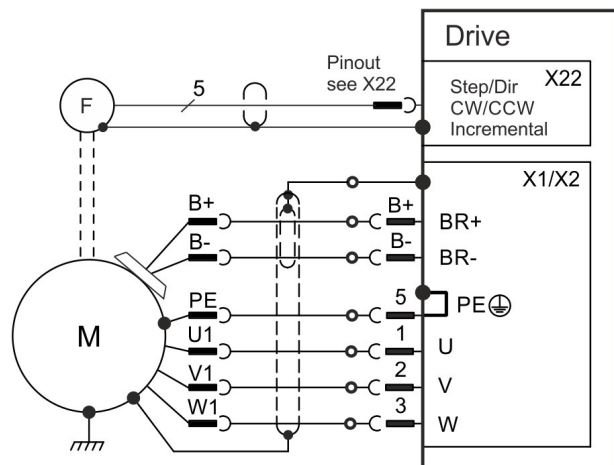 Drive
Pinout
see X22
X22
F
5
Step/Dir
CW/CCW
Incremental
X1/X2
B+
B+
BR+
B-
B-
BR-
PE
5
PE
M
U1
1
U
V1
2
V
W1
3
W